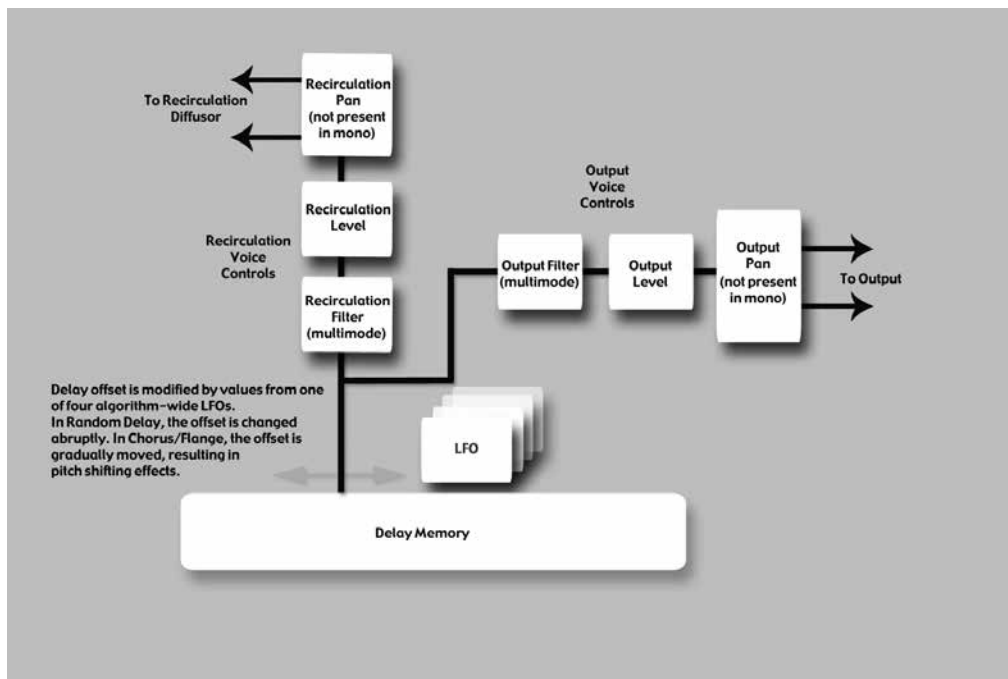 Recirculation
Pan
(not present
in mono)
To Recirculation
Diffusor
Recirculation
Level
Recirculation
Voice
Controls
Recirculation
Filter
(multimode)
Output
Voice
Controls
Output Filter
(multimode)
Output
Level
Output
Pan
(not present
in mono)
To Output
Delay offset is modified by values from one
of four algorithm-wide LFOs.
In Random Delay, the offset is changed
abruptly. In Chorus/Flange, the offset is
gradually moved, resulting in
pitch shifting effects.
LFO
Delay Memory